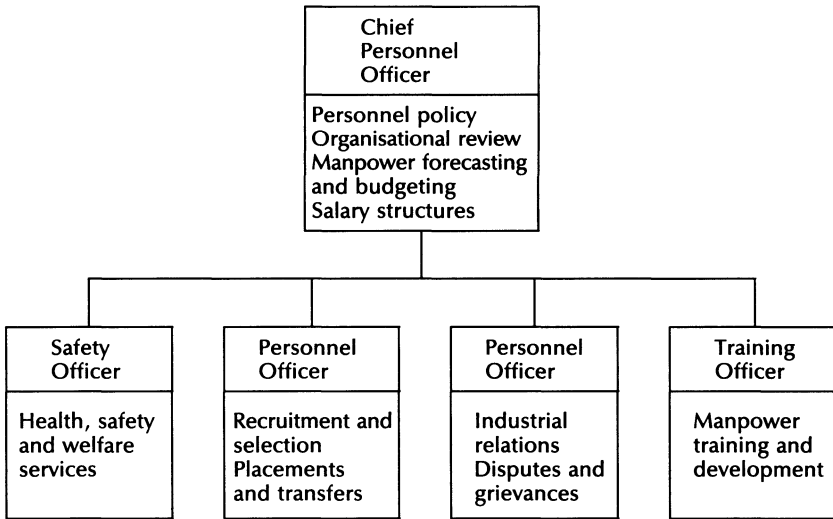 Chief
Personnel
Officer
Personnel policy
Organisational review
Manpower forecasting
and budgeting
Salary structures
Safety
Officer
Health, safety
and welfare
services
Personnel
Officer
Recruitment and
selection
Placements
and transfers
Personnel
Officer
Industrial
relations
Disputes and
grievances
Training
Officer
Manpower
training and
development